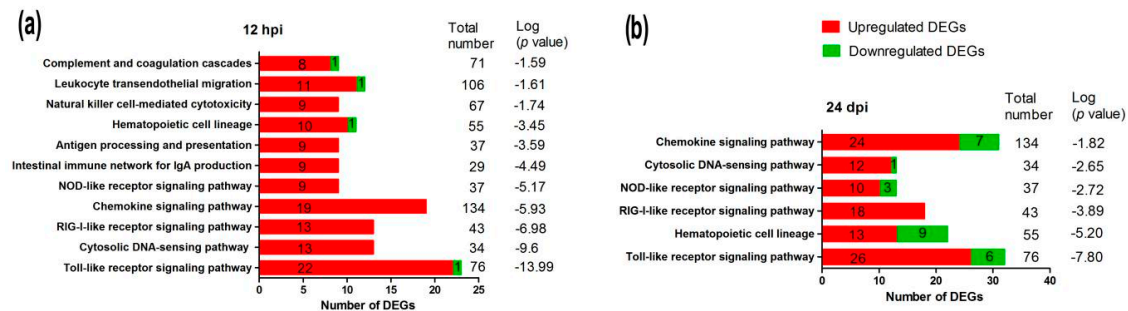 (a)
12 hpi
Total number
Log (p value)
Complement and coagulation cascades 8 1 71 -1.59
Leukocyte transendothelial migration 11 1 106 -1.61
Natural killer cell-mediated cytotoxicity 9 67 -1.74
Hematopoietic cell lineage 10 1 55 -3.45
Antigen processing and presentation 9 37 -3.59
Intestinal immune network for IgA production 9 29 -4.49
NOD-like receptor signaling pathway 9 37 -5.17
Chemokine signaling pathway 19 134 -5.93
RIG-I-like receptor signaling pathway 13 43 -6.98
Cytosolic DNA-sensing pathway 13 34 -9.6
Toll-like receptor signaling pathway 22 1 76 -13.99
0 5 10 15 20 25
Number of DEGs
(b)
Upregulated DEGs
Downregulated DEGs
24 dpi
Total number
Log (p value)
Chemokine signaling pathway 24 7 134 -1.82
Cytosolic DNA-sensing pathway 12 1 34 -2.65
NOD-like receptor signaling pathway 10 3 37 -2.72
RIG-I-like receptor signaling pathway 18 43 -3.89
Hematopoietic cell lineage 13 9 55 -5.20
Toll-like receptor signaling pathway 26 6 76 -7.80
0 10 20 30 40
Number of DEGs